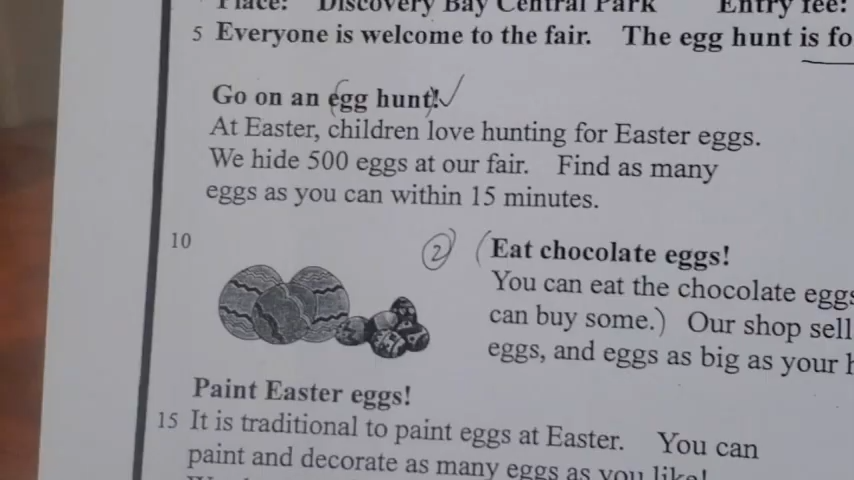 Place: Discovery Bay Central Park Entry fee:
5 Everyone is welcome to the fair. The egg hunt is fo
Go on an egg hunt!
At Easter, children love hunting for Easter eggs.
We hide 500 eggs at our fair. Find as many
eggs as you can within 15 minutes.
10
2
Eat chocolate eggs!
You can eat the chocolate eggs
can buy some.) Our shop sell
eggs, and eggs as big as your h
Paint Easter eggs!
15 It is traditional to paint eggs at Easter. You can
paint and decorate as many eggs as you like!